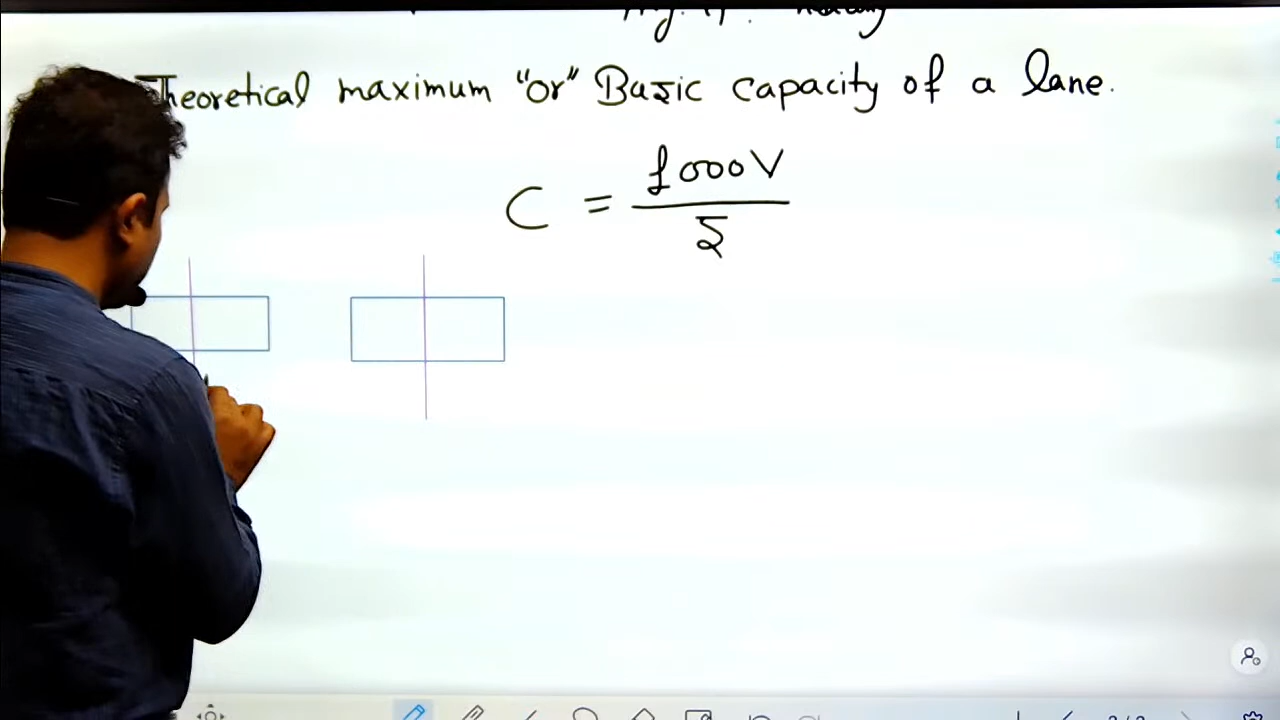 Theoretical maximum "or" Basic capacity of a lane.
C = 1000V
S